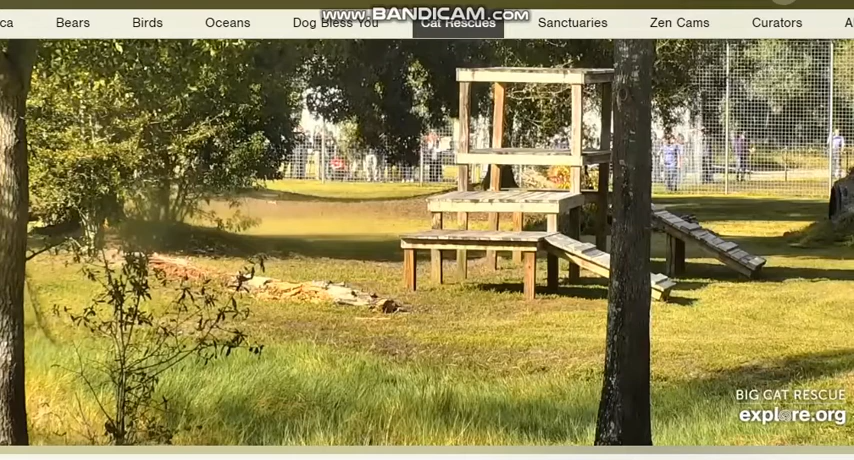 www.BANDICAM.com
ca Bears Birds Oceans Dog Bless You Cat Rescues Sanctuaries Zen Cams Curators A
BIG CAT RESCUE
explore.org